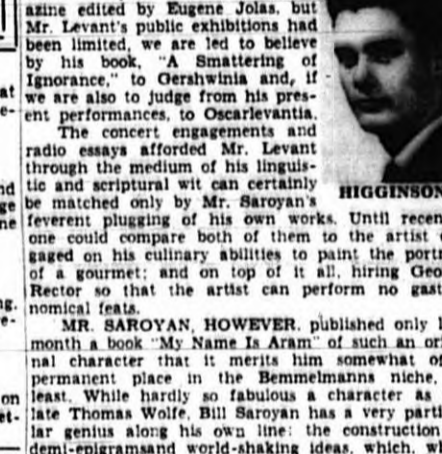 azine edited by Eugene Jolas, but
Mr. Levant's public exhibitions had
been limited, we are led to believe
by his book, "A Smattering of
Ignorance," to Gershwinia and, if
we are also to judge from his pres-
ent performances, to Oscarlevantia.
The concert engagements and
radio essays afforded Mr. Levant
through the medium of his linguis-
tic and scriptural wit can certainly
be matched only by Mr. Saroyan's
HIGGINSON
feverent plugging of his own works. Until recen
one could compare both of them to the artist
gaged on his culinary abilities to paint the portr
of a gourmet; and on top of it all, hiring Geo
Rector so that the artist can perform no gast
nomical feats.
MR. SAROYAN, HOWEVER, published only l
month a book "My Name Is Aram" of such an ori
nal character that it merits him somewhat of
permanent place in the Bemmelmanns niche,
least. While hardly so fabulous a character as
late Thomas Wolfe, Bill Saroyan has a very parti
lar genius along his own line: the construction
demi-epigramsand world-shaking ideas, which, w